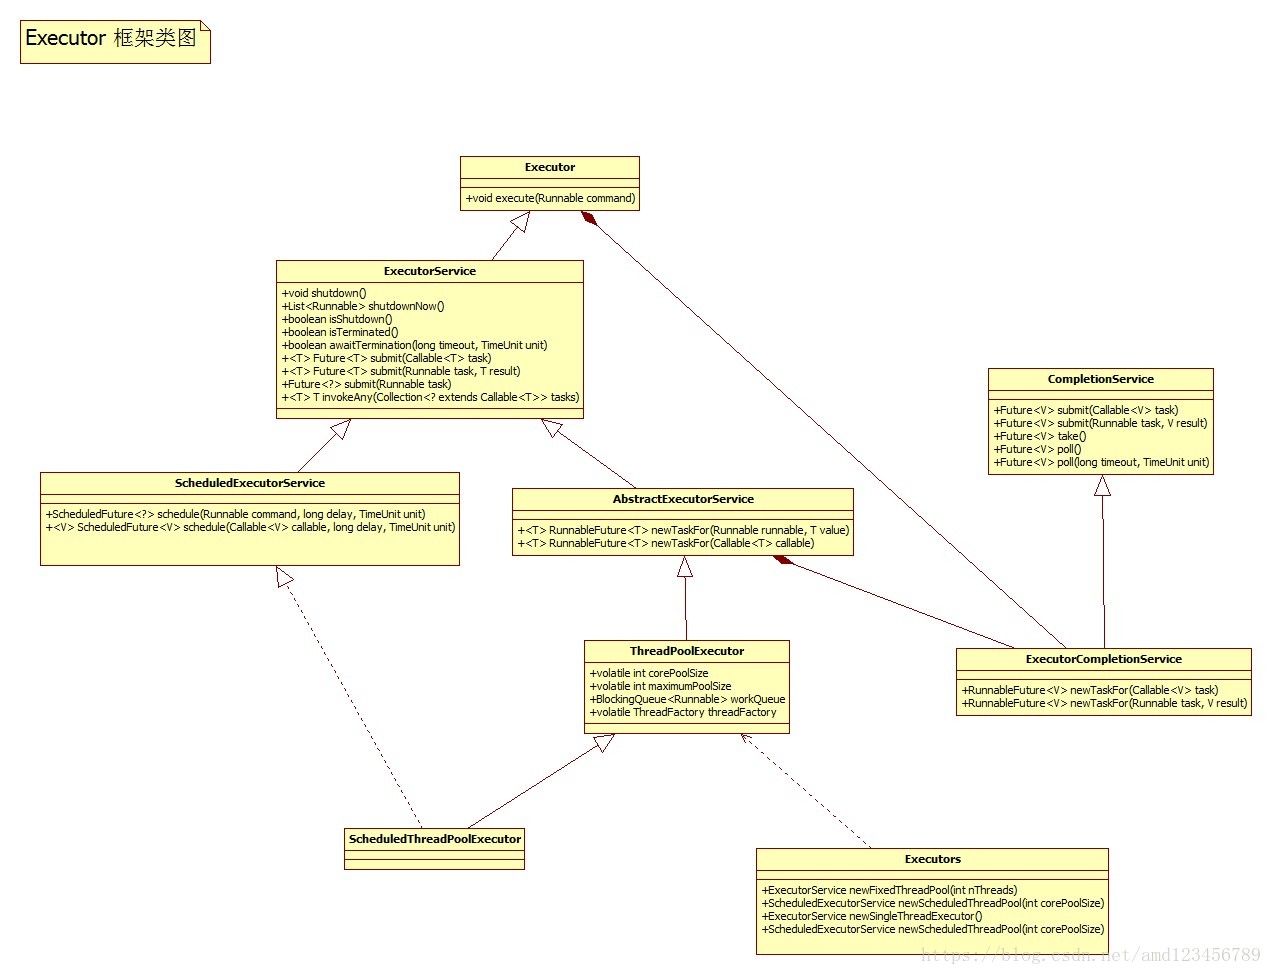 Executor 框架类图
Executor
+void execute(Runnable command)
ExecutorService
+void shutdown()
+List<Runnable> shutdownNow()
+boolean isShutdown()
+boolean isTerminated()
+boolean awaitTermination(long timeout, TimeUnit unit)
+<T> Future<T> submit(Callable<T> task)
+<T> Future<T> submit(Runnable task, T result)
+Future<?> submit(Runnable task)
+<T> T invokeAny(Collection<? extends Callable<T>> tasks)
CompletionService
+Future<V> submit(Callable<V> task)
+Future<V> submit(Runnable task, V result)
+Future<V> take()
+Future<V> poll()
+Future<V> poll(long timeout, TimeUnit unit)
ScheduledExecutorService
+ScheduledFuture<?> schedule(Runnable command, long delay, TimeUnit unit)
+<V> ScheduledFuture<V> schedule(Callable<V> callable, long delay, TimeUnit unit)
AbstractExecutorService
+<T> RunnableFuture<T> newTaskFor(Runnable runnable, T value)
+<T> RunnableFuture<T> newTaskFor(Callable<T> callable)
ThreadPoolExecutor
+volatile int corePoolSize
+volatile int maximumPoolSize
+BlockingQueue<Runnable> workQueue
+volatile ThreadFactory threadFactory
ExecutorCompletionService
+RunnableFuture<V> newTaskFor(Callable<V> task)
+RunnableFuture<V> newTaskFor(Runnable task, V result)
ScheduledThreadPoolExecutor
Executors
+ExecutorService newFixedThreadPool(int nThreads)
+ScheduledExecutorService newScheduledThreadPool(int corePoolSize)
+ExecutorService newSingleThreadExecutor()
+ScheduledExecutorService newScheduledThreadPool(int corePoolSize)
https://blog.csdn.net/amd123456789